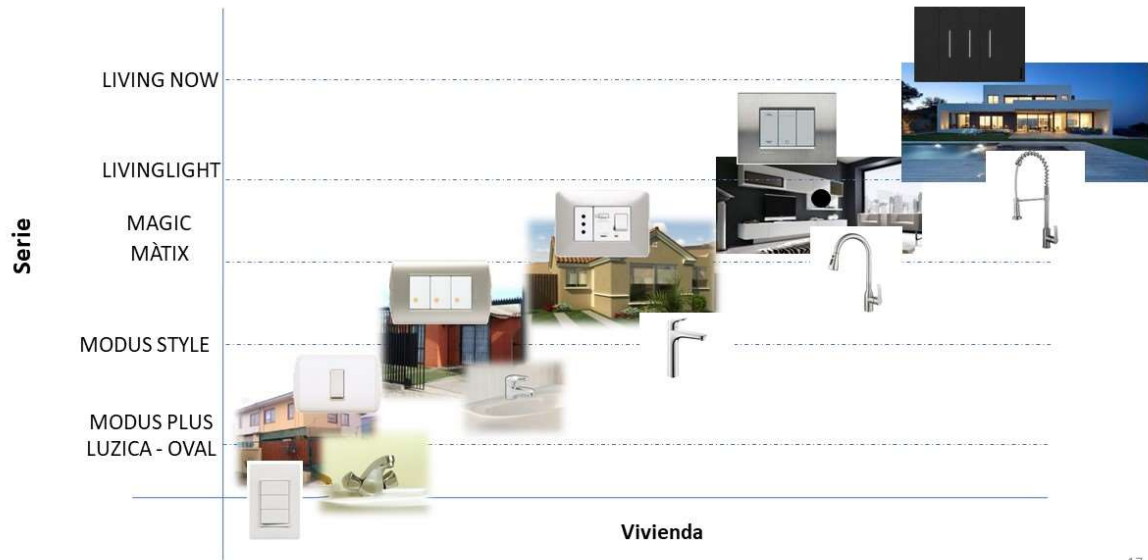 LIVING NOW
LIVINGLIGHT
MAGIC
MÀTIX
MODUS STYLE
MODUS PLUS
LUZICA - OVAL
Serie
Vivienda